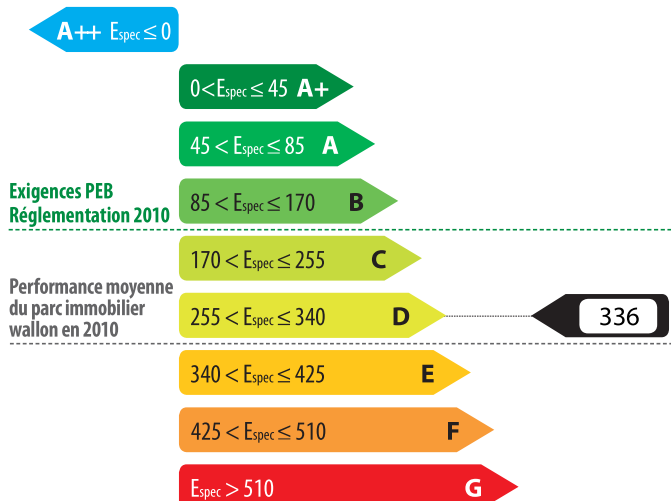 A++ Espec ≤ 0
0 < Espec ≤ 45 A+
45 < Espec ≤ 85 A
Exigences PEB
Réglementation 2010
85 < Espec ≤ 170 B
170 < Espec ≤ 255 C
Performance moyenne
du parc immobilier
wallon en 2010
255 < Espec ≤ 340 D
336
340 < Espec ≤ 425 E
425 < Espec ≤ 510 F
Espec > 510 G